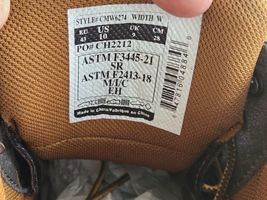 STYLE# CMW6274 WIDTH W
EU US UK CM
43 10 9 28
PO# CH2212
ASTM F3445-21
SR
ASTM F2413-18
M/I/C
EH
Made in China/Fabriqué en Chine